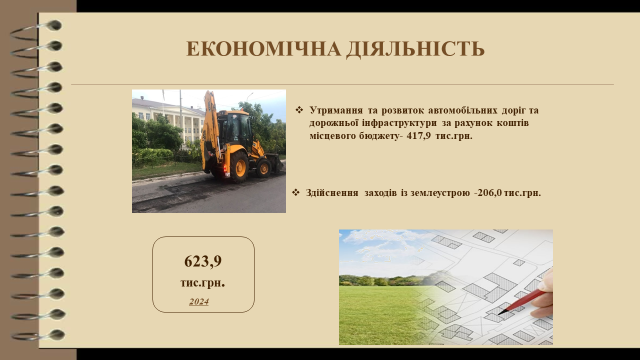 ЕКОНОМІЧНА ДІЯЛЬНІСТЬ
❖ Утримання та розвиток автомобільних доріг та
дорожньої інфраструктури за рахунок коштів
місцевого бюджету- 417,9 тис.грн.
❖ Здійснення заходів із землеустрою -206,0 тис.грн.
623,9
тис.грн.
2024